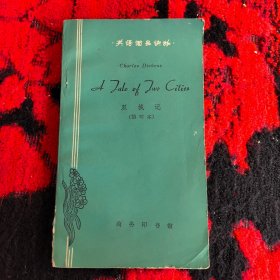 ·英语简易读物·
Charles Dickens
A Tale of Two Cities
双城记
(简写本)
商务印书馆